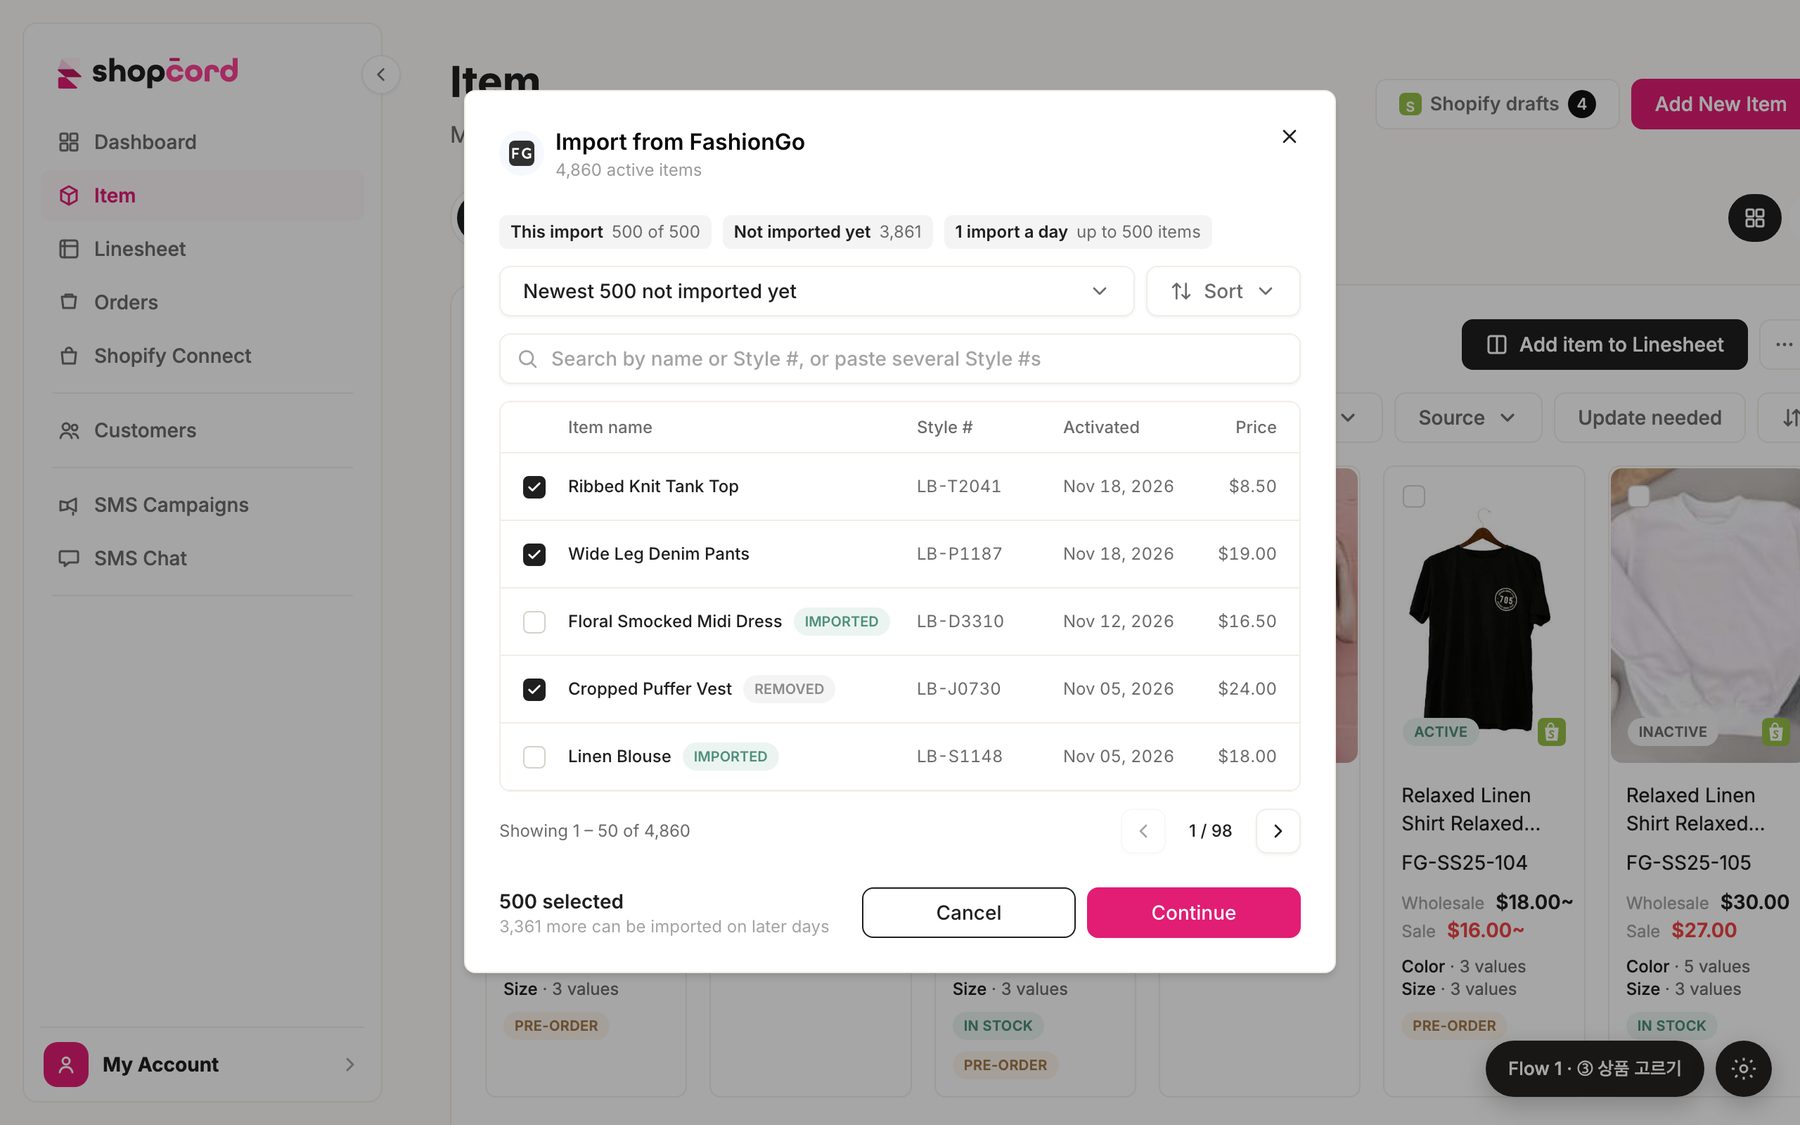 shopcord
Dashboard
Item
Linesheet
Orders
Shopify Connect
Customers
SMS Campaigns
SMS Chat
My Account
Item
Shopify drafts 4
Add New Item
Add item to Linesheet
Source
Update needed
FG
Import from FashionGo
4,860 active items
This import 500 of 500
Not imported yet 3,861
1 import a day up to 500 items
Newest 500 not imported yet
Sort
Search by name or Style #, or paste several Style #s
Item name Style # Activated Price
Ribbed Knit Tank Top LB-T2041 Nov 18, 2026 $8.50
Wide Leg Denim Pants LB-P1187 Nov 18, 2026 $19.00
Floral Smocked Midi Dress IMPORTED LB-D3310 Nov 12, 2026 $16.50
Cropped Puffer Vest REMOVED LB-J0730 Nov 05, 2026 $24.00
Linen Blouse IMPORTED LB-S1148 Nov 05, 2026 $18.00
Showing 1 – 50 of 4,860
1 / 98
500 selected
3,361 more can be imported on later days
Cancel
Continue
Size · 3 values
PRE-ORDER
Size · 3 values
IN STOCK
PRE-ORDER
705
ACTIVE
Relaxed Linen
Shirt Relaxed...
FG-SS25-104
Wholesale $18.00~
Sale $16.00~
Color · 3 values
Size · 3 values
PRE-ORDER
INACTIVE
Relaxed Linen
Shirt Relaxed...
FG-SS25-105
Wholesale $30.00
Sale $27.00
Color · 5 values
Size · 3 values
IN STOCK
Flow 1 · ③ 상품 고르기